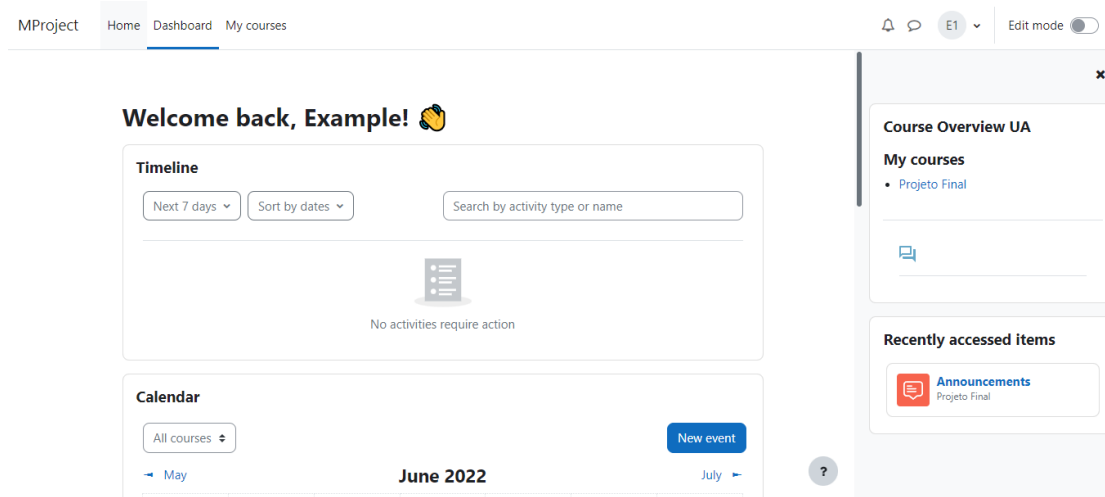 MProject Home Dashboard My courses E1 Edit mode
Welcome back, Example! 👋
Timeline
Next 7 days Sort by dates Search by activity type or name
No activities require action
Calendar
All courses New event
May June 2022 July
?
Course Overview UA
My courses
Projeto Final
Recently accessed items
Announcements
Projeto Final